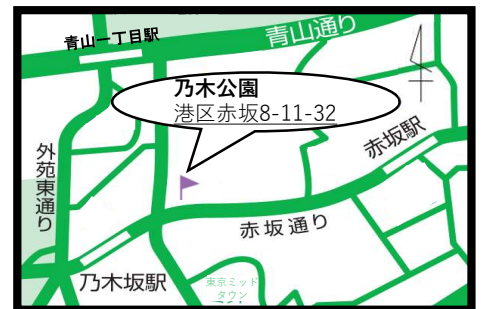 青山一丁目駅
青山通り
乃木公園
港区赤坂8-11-32
赤坂駅
外苑東通り
赤坂通り
乃木坂駅
東京ミッド
タウン